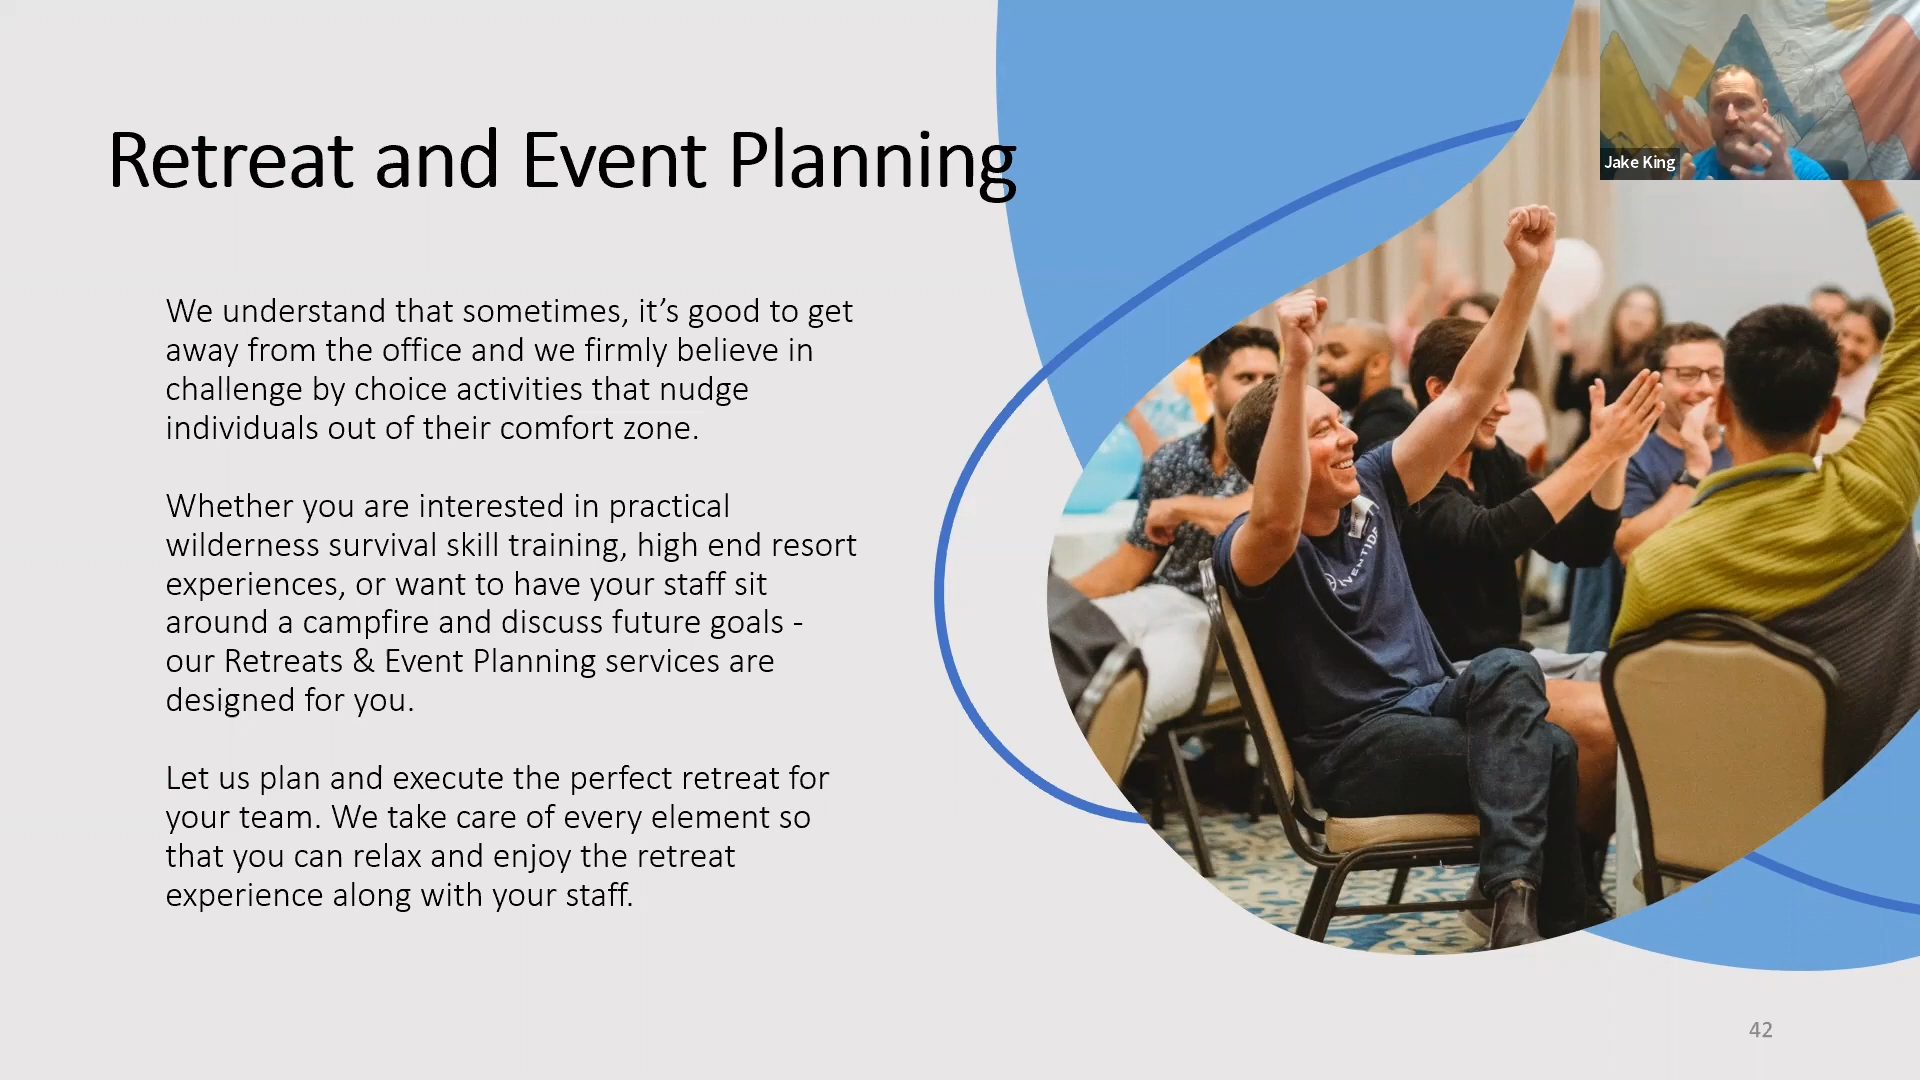 Jake King
Retreat and Event Planning
We understand that sometimes, it’s good to get
away from the office and we firmly believe in
challenge by choice activities that nudge
individuals out of their comfort zone.
Whether you are interested in practical
wilderness survival skill training, high end resort
experiences, or want to have your staff sit
around a campfire and discuss future goals -
our Retreats & Event Planning services are
designed for you.
Let us plan and execute the perfect retreat for
your team. We take care of every element so
that you can relax and enjoy the retreat
experience along with your staff.
42